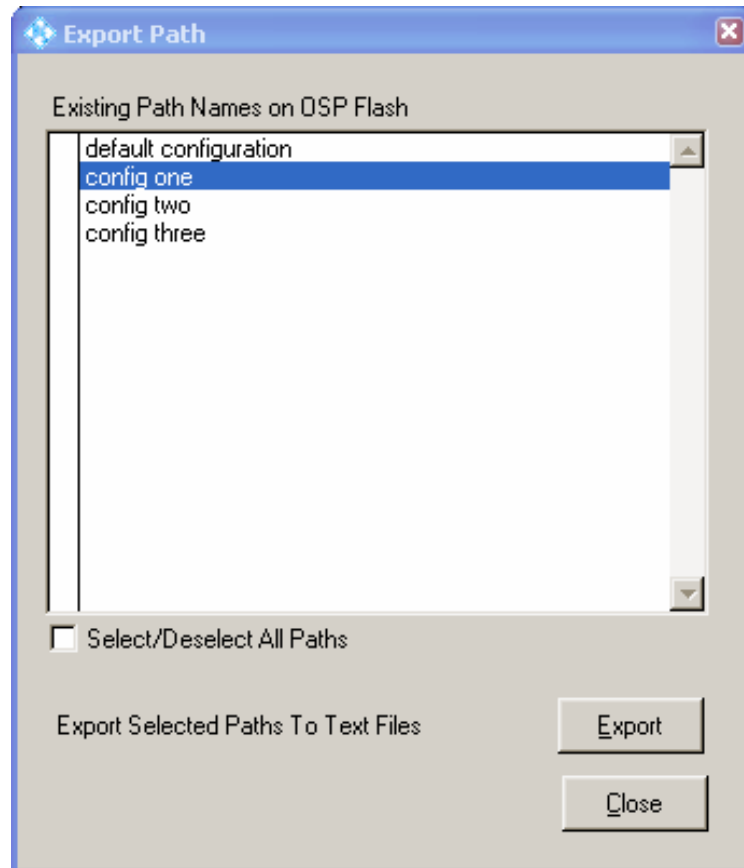 Export Path
Existing Path Names on OSP Flash
default configuration
config one
config two
config three
Select/Deselect All Paths
Export Selected Paths To Text Files
Export
Close